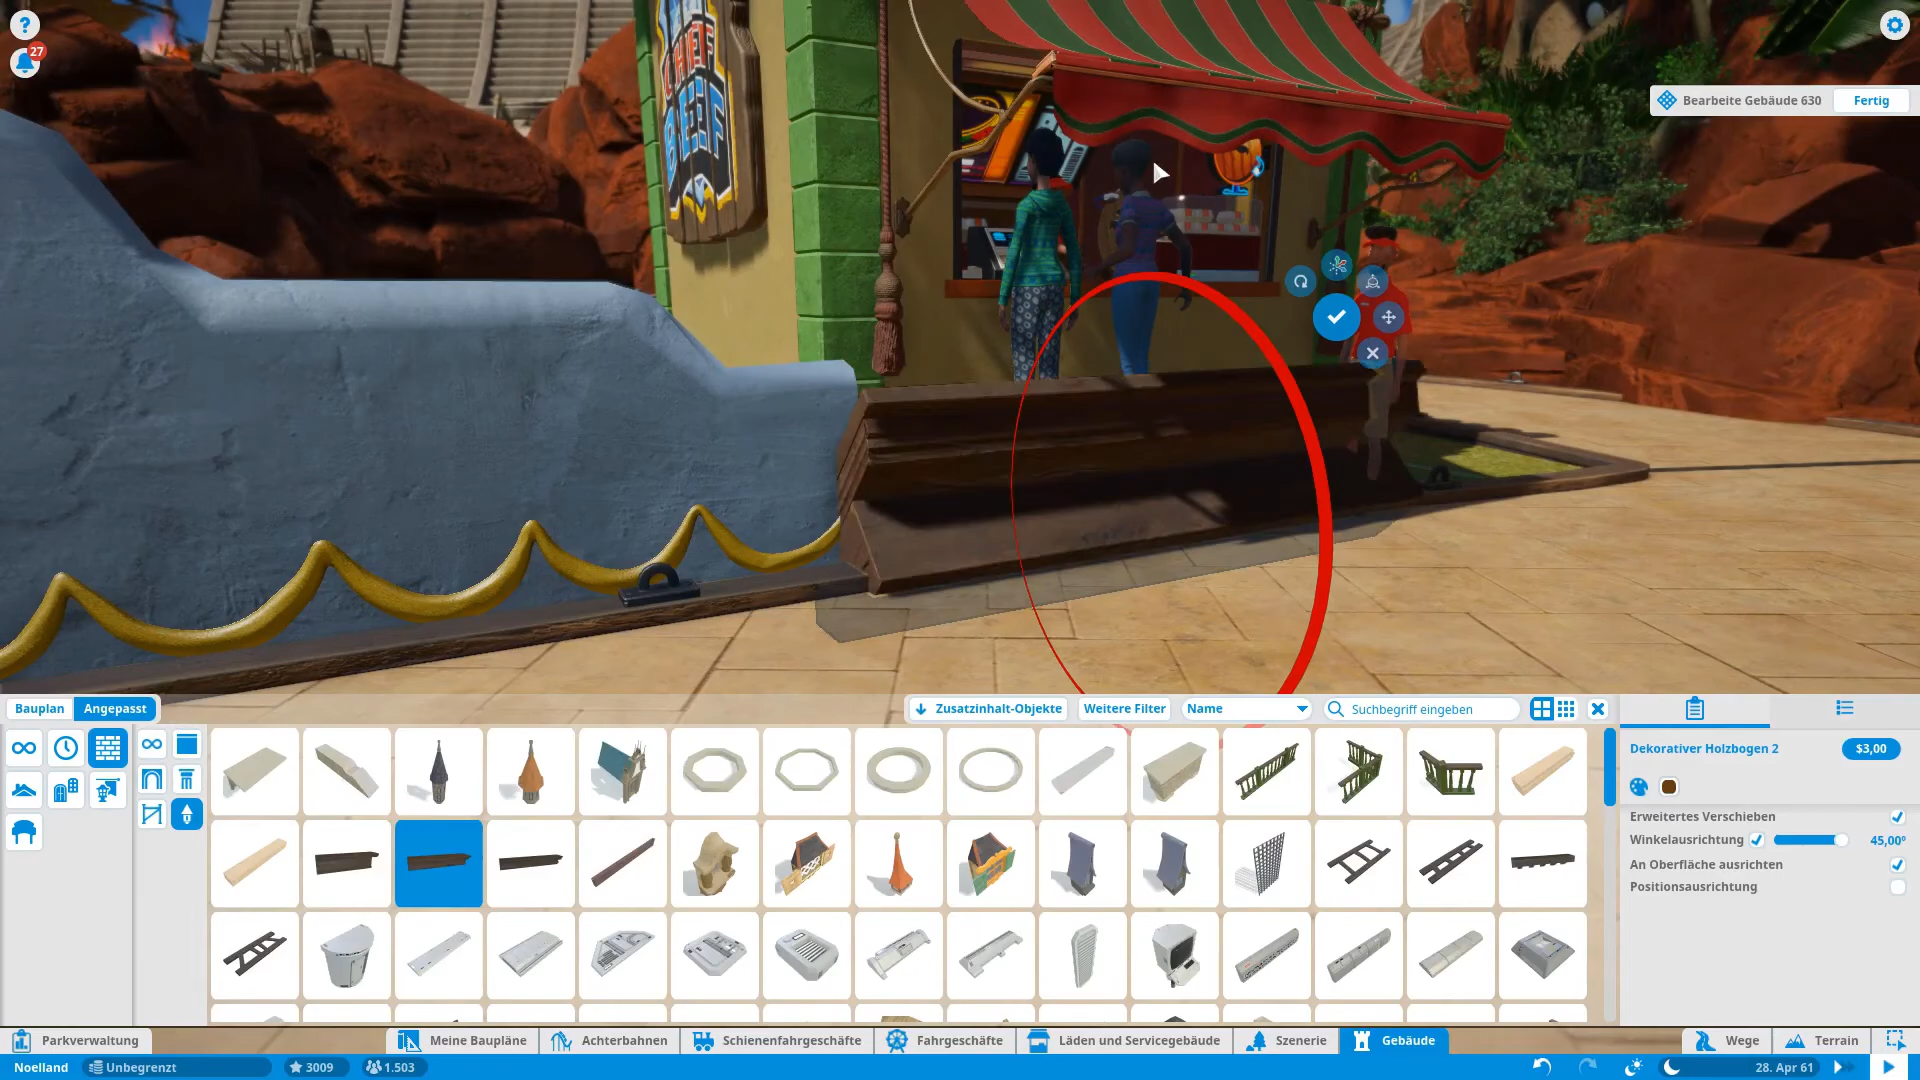 ?
27
CHEF
BEEF
Bearbeite Gebäude 630
Fertig
Bauplan
Angepasst
Zusatzinhalt-Objekte
Weitere Filter
Name
Suchbegriff eingeben
Dekorativer Holzbogen 2
$3,00
Erweitertes Verschieben
Winkelausrichtung
45,00°
An Oberfläche ausrichten
Positionsausrichtung
Parkverwaltung
Meine Baupläne
Achterbahnen
Schienenfahrgeschäfte
Fahrgeschäfte
Läden und Servicegebäude
Szenerie
Gebäude
Wege
Terrain
Noelland
Unbegrenzt
3009
1.503
28. Apr 61